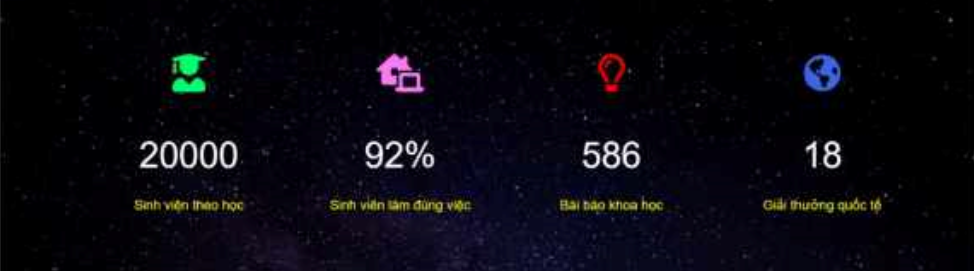 20000
92%
586
18
Sinh viên theo học
Sinh viên làm đúng việc
Bài báo khoa học
Giải thưởng quốc tế